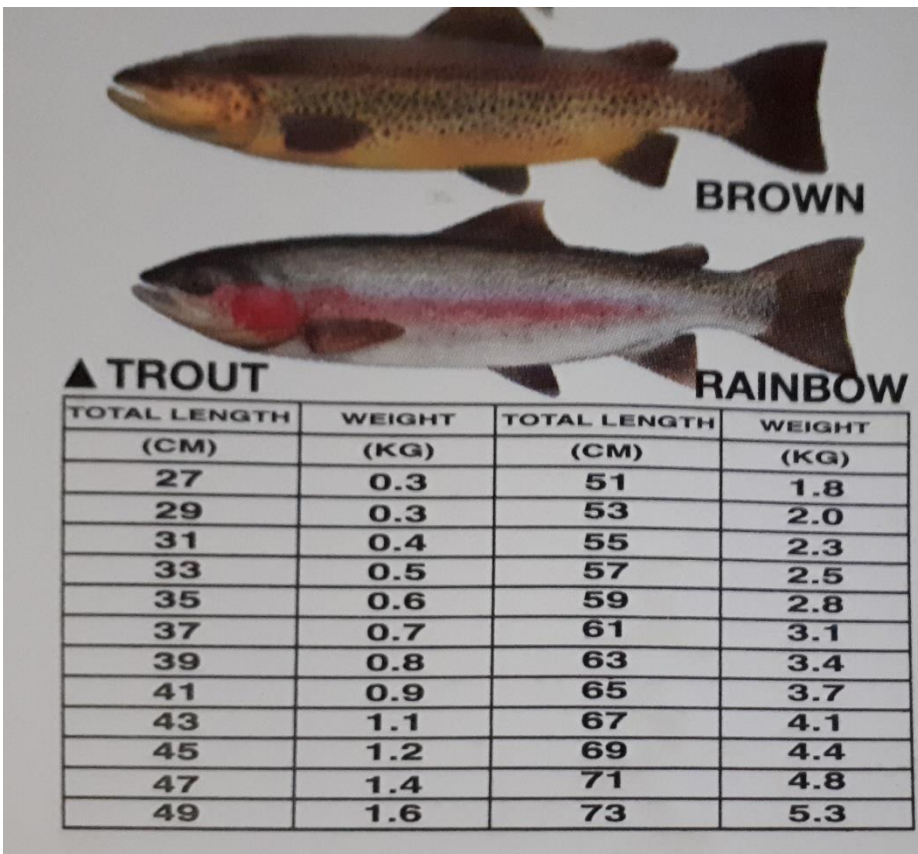 BROWN
▲ TROUT
RAINBOW
TOTAL LENGTH WEIGHT TOTAL LENGTH WEIGHT
(CM) (KG) (CM) (KG)
27 0.3 51 1.8
29 0.3 53 2.0
31 0.4 55 2.3
33 0.5 57 2.5
35 0.6 59 2.8
37 0.7 61 3.1
39 0.8 63 3.4
41 0.9 65 3.7
43 1.1 67 4.1
45 1.2 69 4.4
47 1.4 71 4.8
49 1.6 73 5.3